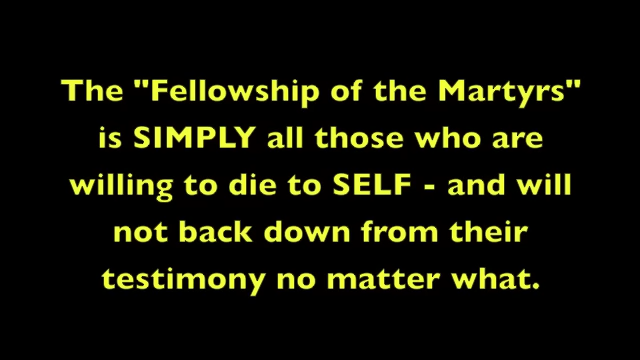 The "Fellowship of the Martyrs"
is SIMPLY all those who are
willing to die to SELF - and will
not back down from their
testimony no matter what.